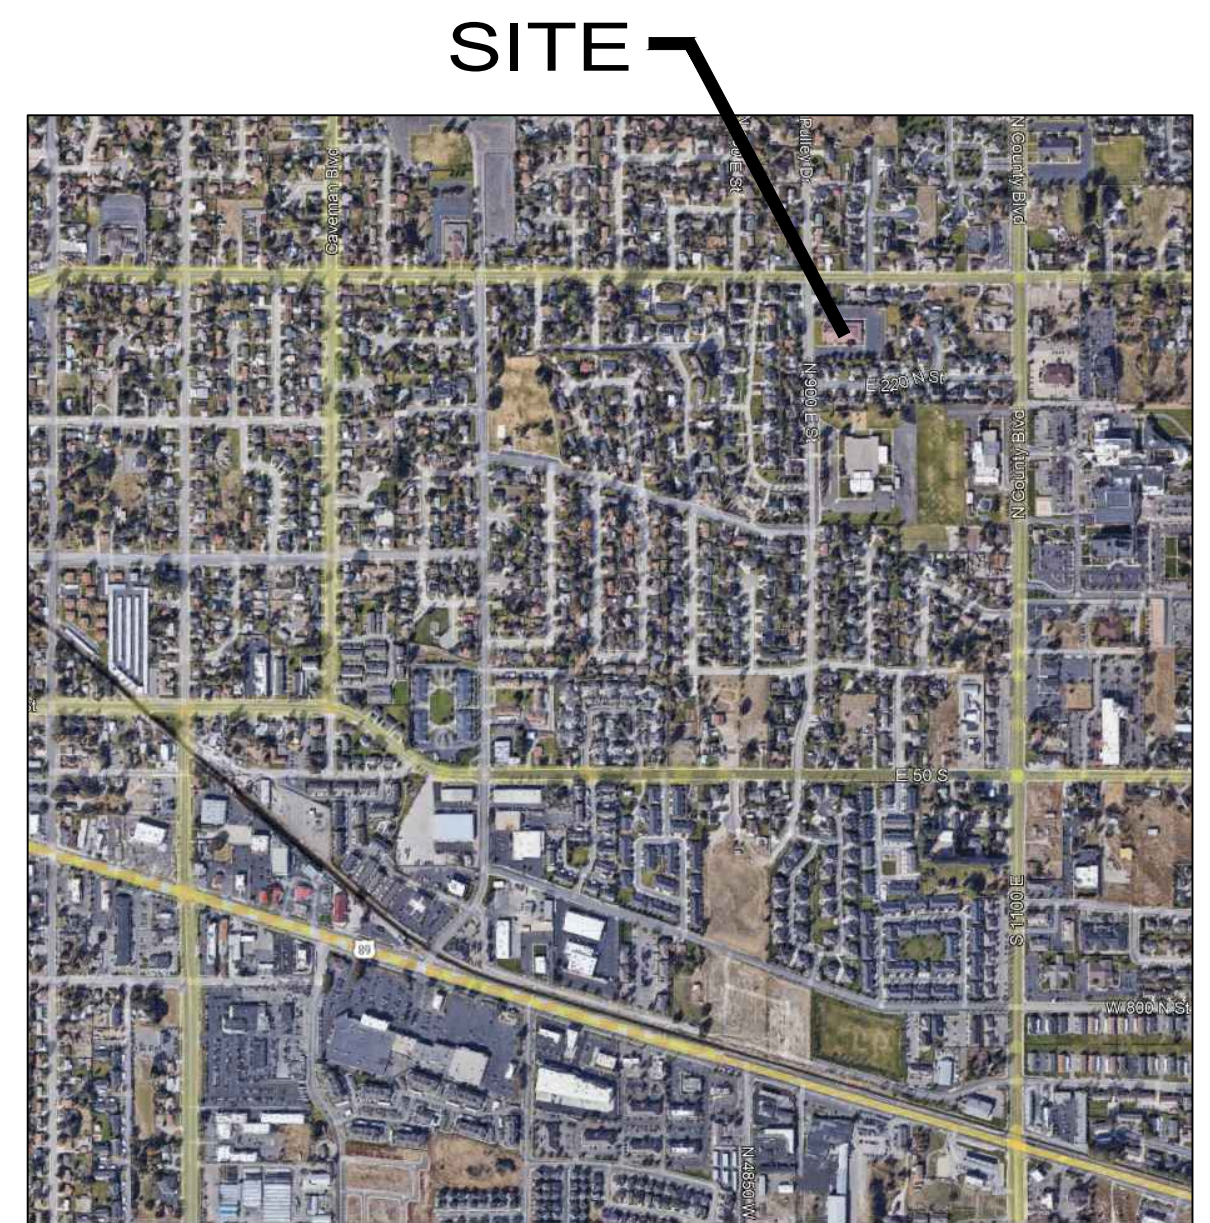 SITE
Caveman Blvd
Pulley Dr
N County Blvd
E 220 N St
N 900 E St
N County Blvd
E 50 S
S 1100 E
89
W 800 N St
N 4850 W